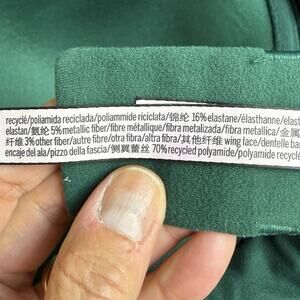 recyclé/poliamida reciclada/poliammide riciclata/锦纶 16% elastane/élasthanne/elast
elastan/氨纶 5% metallic fiber/fibre métallique/fibra metalizada/fibra metallica/金属
纤维 3% other fiber/autre fibre/otra fibra/altra fibra/其他纤维 wing lace/dentelle bar
encaje del ala/pizzo della fascia/侧翼蕾丝 70% recycled polyamide/polyamide recyclé